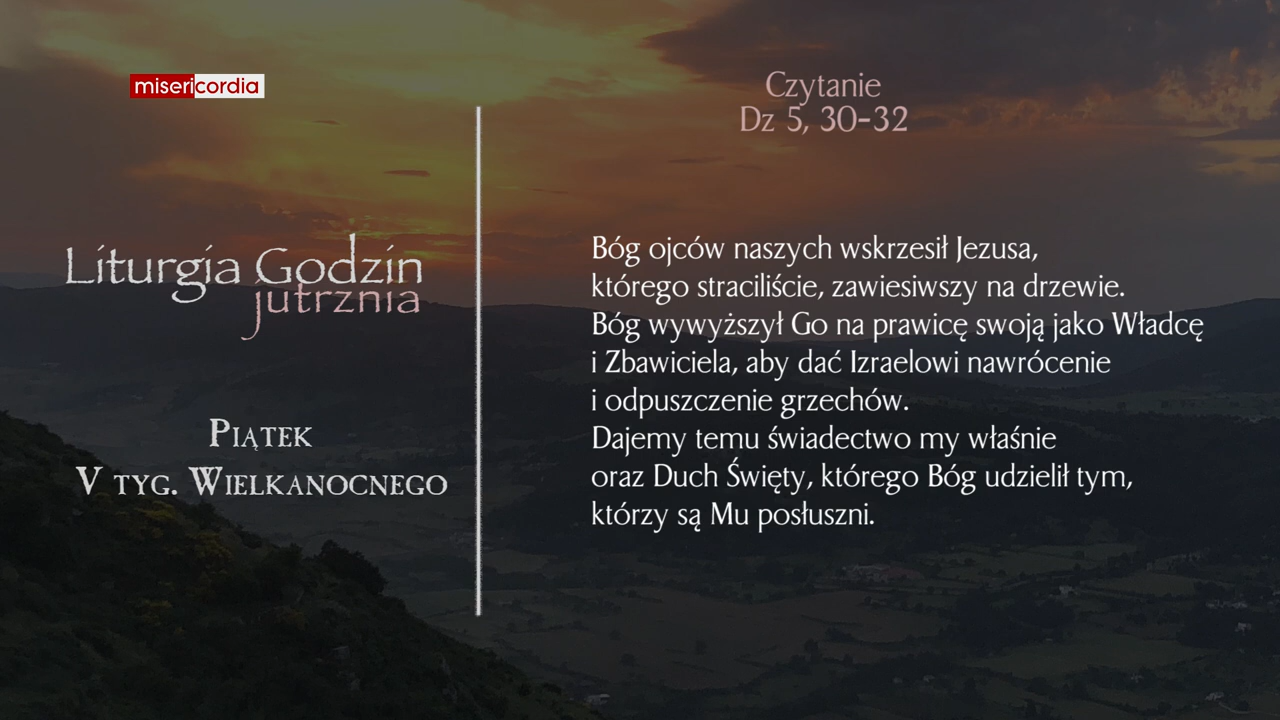 misericordia
Liturgia Godzin
jutrznia
Piątek
V tyg. Wielkanocnego
Czytanie
Dz 5, 30-32
Bóg ojców naszych wskrzesił Jezusa,
którego straciliście, zawiesiwszy na drzewie.
Bóg wywyższył Go na prawicę swoją jako Władcę
i Zbawiciela, aby dać Izraelowi nawrócenie
i odpuszczenie grzechów.
Dajemy temu świadectwo my właśnie
oraz Duch Święty, którego Bóg udzielił tym,
którzy są Mu posłuszni.